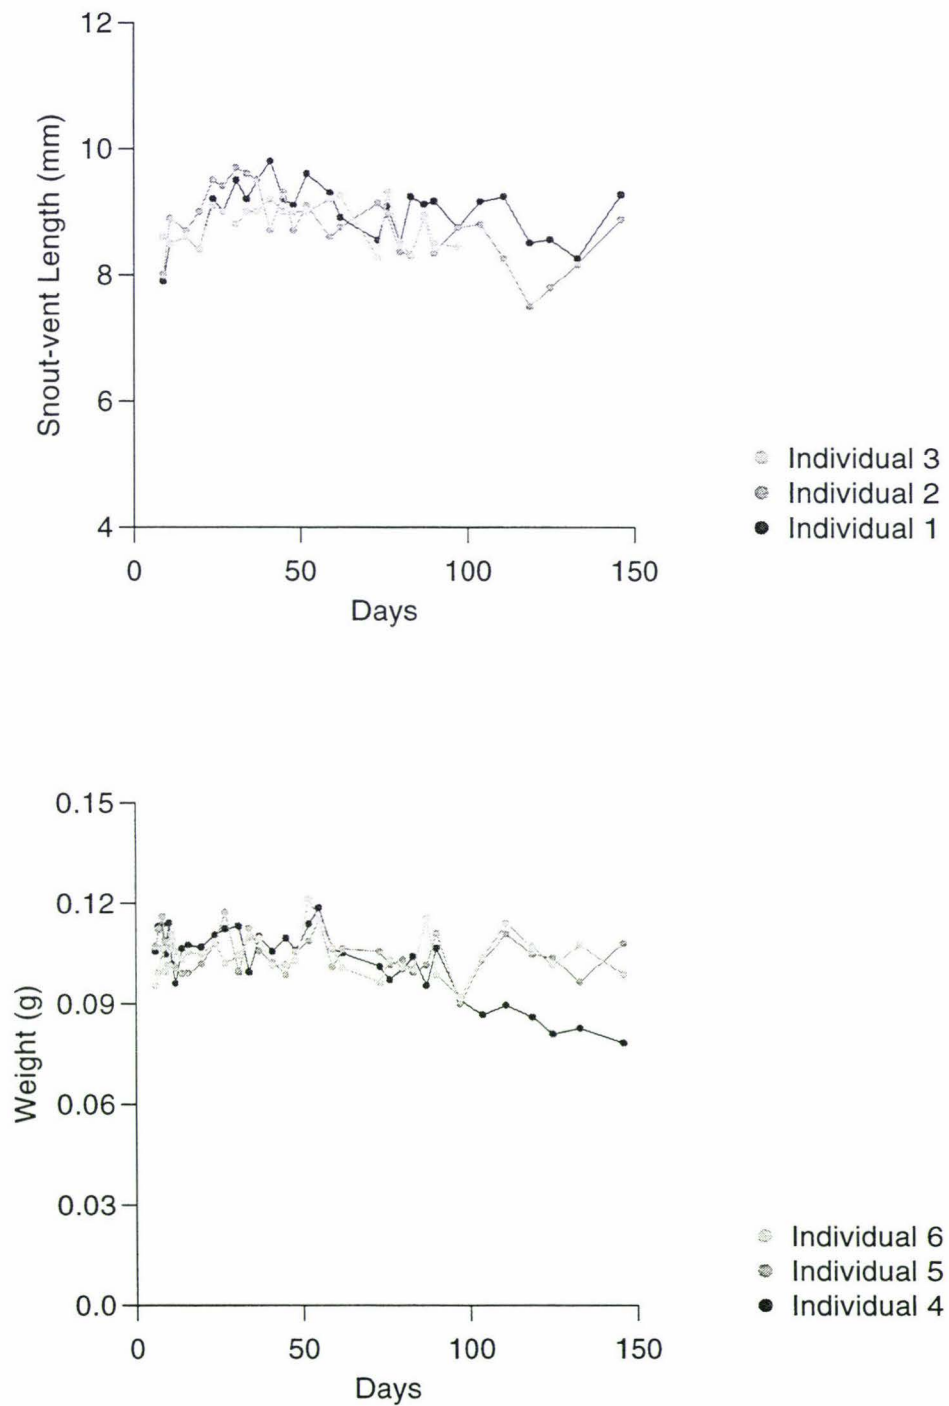 12
10
8
6
4
Snout-vent Length (mm)
0
50
100
150
Days
Individual 3
Individual 2
Individual 1
0.15
0.12
0.09
0.06
0.03
0.0
Weight (g)
0
50
100
150
Days
Individual 6
Individual 5
Individual 4